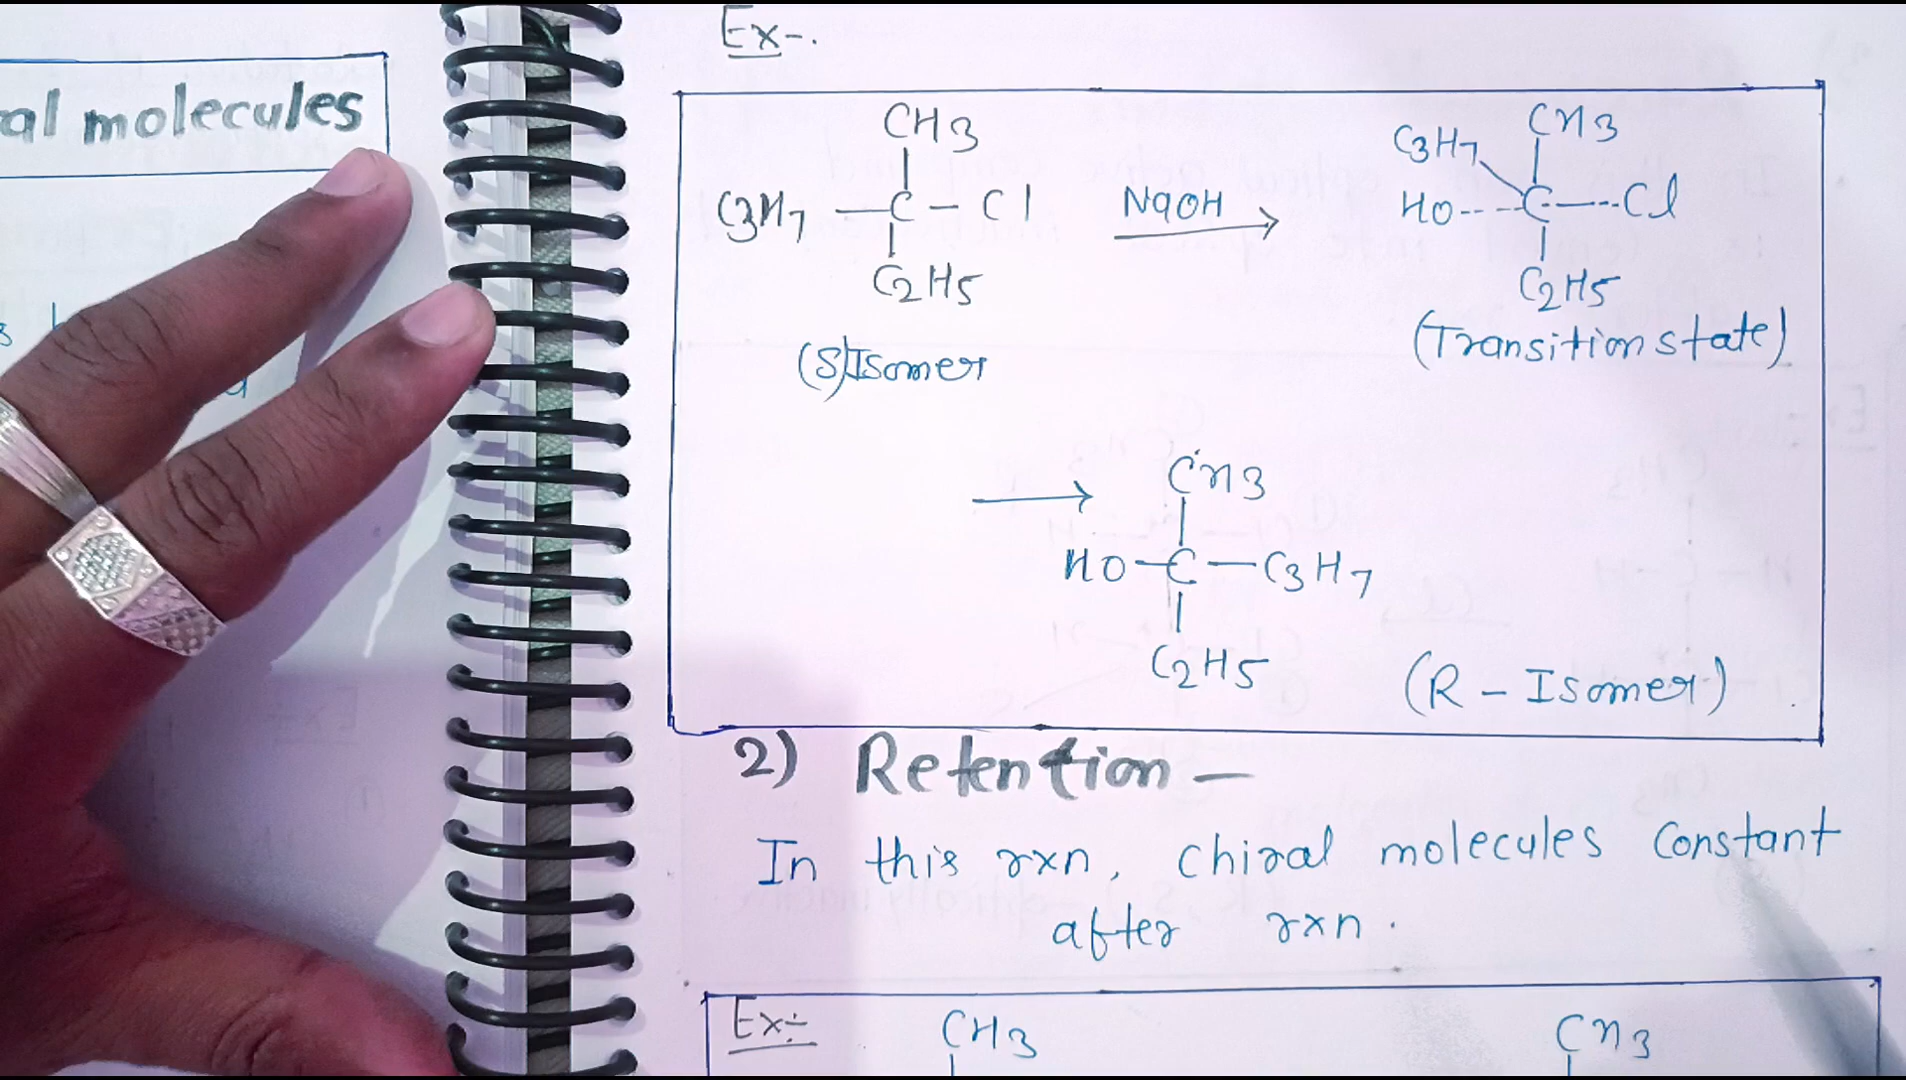 al molecules
Ex-.
CH3
C3H7 - C - Cl
C2H5
(S)Isomer
NaOH
CH3
C3H7
HO---C---Cl
C2H5
(Transition state)
CH3
HO-C-C3H7
C2H5
(R - Isomer)
2) Retention -
In this rxn, chiral molecules constant
after rxn.
Ex:-
CH3
CH3